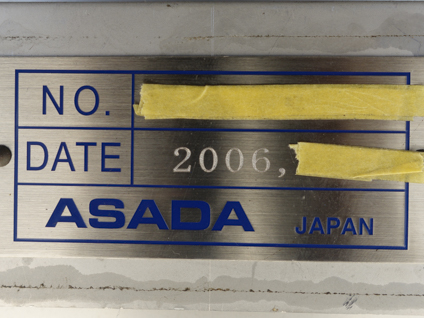 NO.
DATE 2006,
ASADA JAPAN